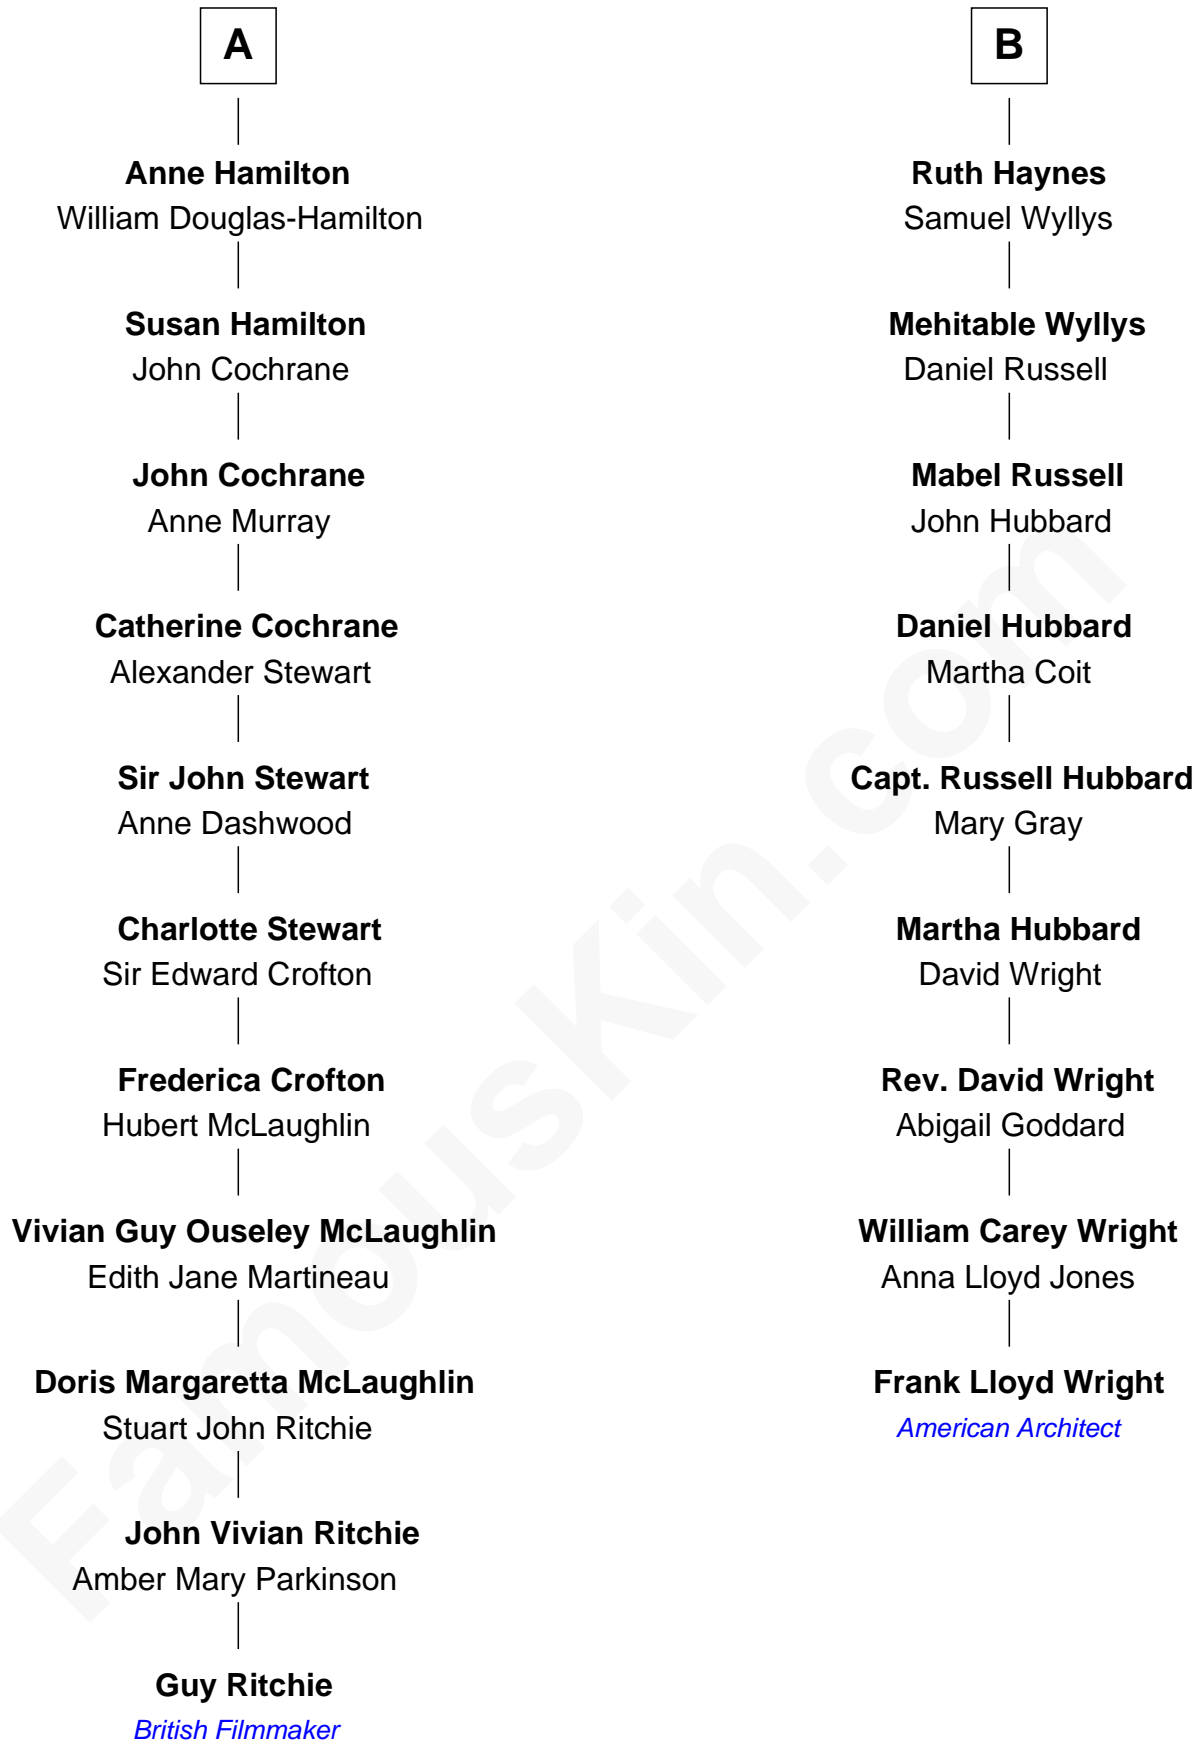 A
Anne Hamilton
William Douglas-Hamilton
Susan Hamilton
John Cochrane
John Cochrane
Anne Murray
Catherine Cochrane
Alexander Stewart
Sir John Stewart
Anne Dashwood
Charlotte Stewart
Sir Edward Crofton
Frederica Crofton
Hubert McLaughlin
Vivian Guy Ouseley McLaughlin
Edith Jane Martineau
Doris Margaretta McLaughlin
Stuart John Ritchie
John Vivian Ritchie
Amber Mary Parkinson
Guy Ritchie
British Filmmaker
B
Ruth Haynes
Samuel Wyllys
Mehitable Wyllys
Daniel Russell
Mabel Russell
John Hubbard
Daniel Hubbard
Martha Coit
Capt. Russell Hubbard
Mary Gray
Martha Hubbard
David Wright
Rev. David Wright
Abigail Goddard
William Carey Wright
Anna Lloyd Jones
Frank Lloyd Wright
American Architect
FamousKin.com